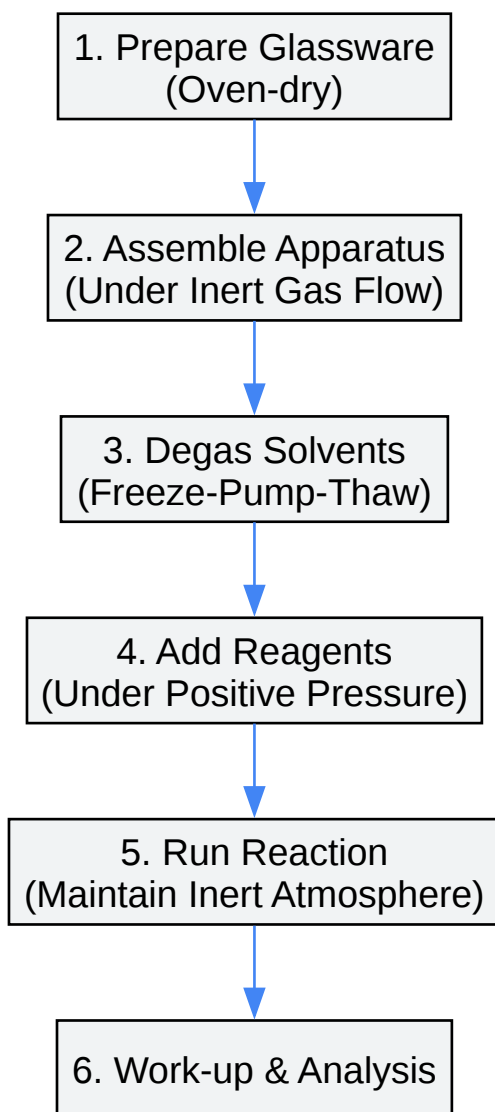 1. Prepare Glassware
(Oven-dry)
2. Assemble Apparatus
(Under Inert Gas Flow)
3. Degas Solvents
(Freeze-Pump-Thaw)
4. Add Reagents
(Under Positive Pressure)
5. Run Reaction
(Maintain Inert Atmosphere)
6. Work-up & Analysis